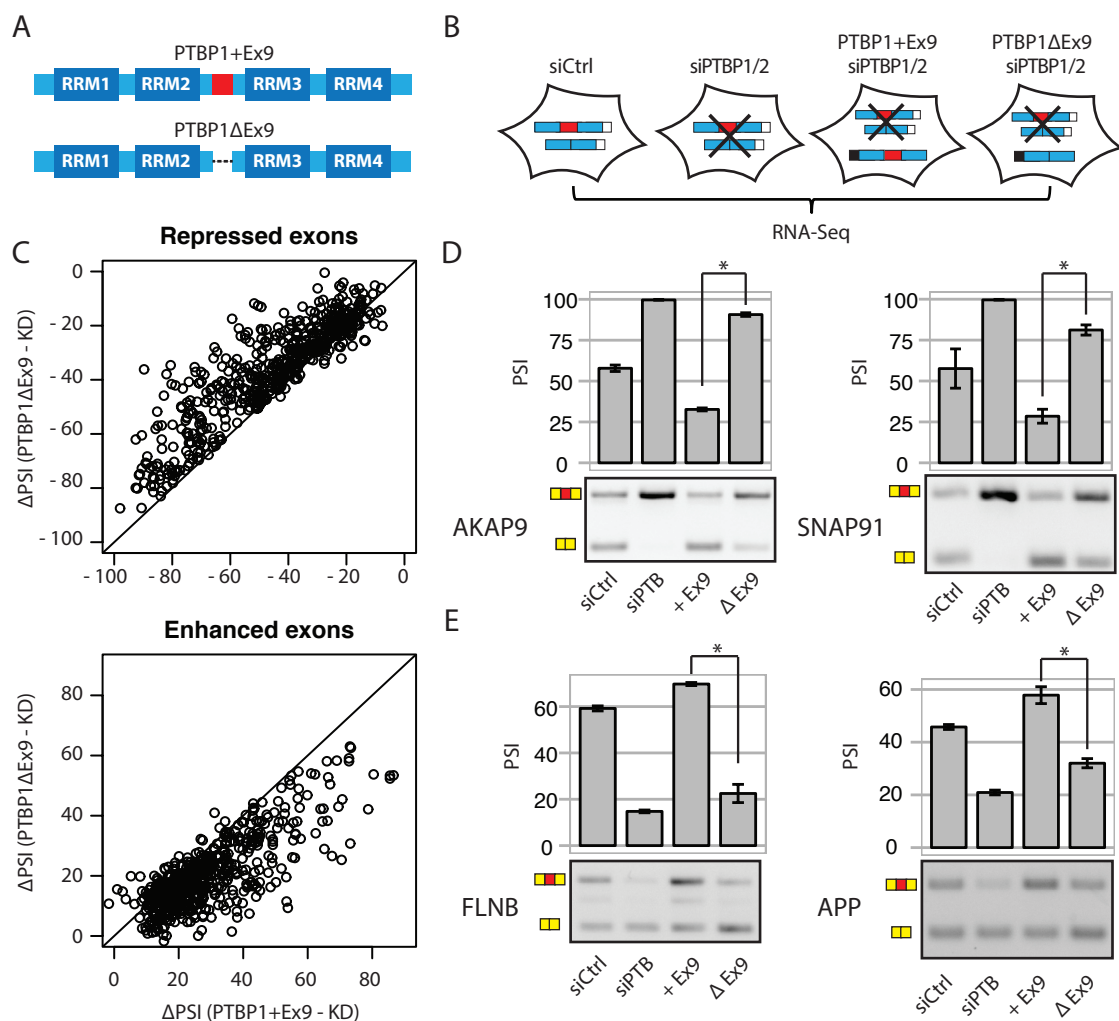 A
PTBP1+Ex9
RRM1 RRM2 RRM3 RRM4
PTBP1ΔEx9
RRM1 RRM2 RRM3 RRM4
B
siCtrl
siPTBP1/2
PTBP1+Ex9
siPTBP1/2
PTBP1ΔEx9
siPTBP1/2
RNA-Seq
C
Repressed exons
ΔPSI (PTBP1ΔEx9 - KD)
0
- 20
- 40
- 60
- 80
- 100
- 100 - 80 - 60 - 40 - 20 0
Enhanced exons
ΔPSI (PTBP1ΔEx9 - KD)
80
60
40
20
0
0 20 40 60 80
ΔPSI (PTBP1+Ex9 - KD)
D
*
PSI
100
75
50
25
0
AKAP9
siCtrl siPTB + Ex9 Δ Ex9
*
PSI
100
75
50
25
0
SNAP91
siCtrl siPTB + Ex9 Δ Ex9
E
*
PSI
60
40
20
0
FLNB
siCtrl siPTB + Ex9 Δ Ex9
*
PSI
60
40
20
0
APP
siCtrl siPTB + Ex9 Δ Ex9